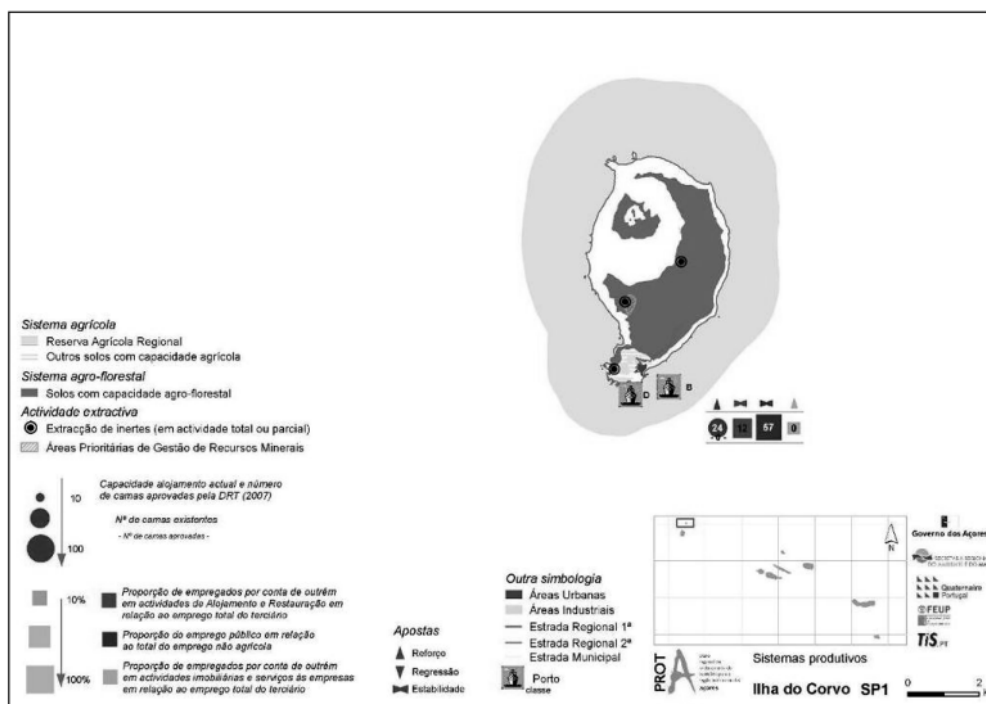 D
B
24
12
57
0
Sistema agrícola
Reserva Agrícola Regional
Outros solos com capacidade agrícola
Sistema agro-florestal
Solos com capacidade agro-florestal
Actividade extractiva
Extracção de inertes (em actividade total ou parcial)
Áreas Prioritárias de Gestão de Recursos Minerais
10
100
Capacidade alojamento actual e número
de camas aprovadas pela DRT (2007)
Nº de camas existentes
- Nº de camas aprovadas -
10%
100%
Proporção de empregados por conta de outrém
em actividades de Alojamento e Restauração em
relação ao emprego total do terciário
Proporção do emprego público em relação
ao total do emprego não agrícola
Proporção de empregados por conta de outrém
em actividades imobiliárias e serviços às empresas
em relação ao emprego total do terciário
Apostas
Reforço
Regressão
Estabilidade
Outra simbologia
Áreas Urbanas
Áreas Industriais
Estrada Regional 1ª
Estrada Regional 2ª
Estrada Municipal
Porto
classe
N
Governo dos Açores
Quaternaire
Portugal
FEUP
TiS.PT
PROT
A
açores
Sistemas produtivos
Ilha do Corvo SP1
0 2